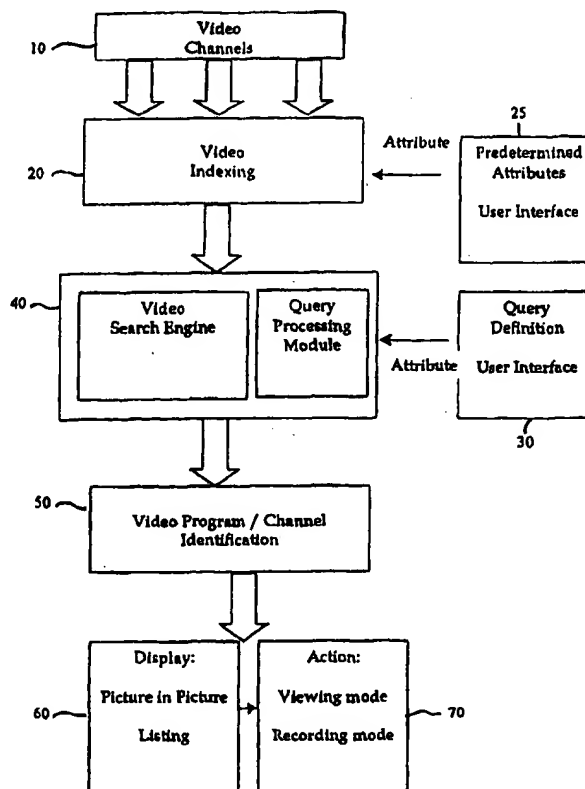 10
Video
Channels
20
Video
Indexing
Attribute
25
Predetermined
Attributes
User Interface
40
Video
Search Engine
Query
Processing
Module
Attribute
Query
Definition
User Interface
30
50
Video Program / Channel
Identification
60
Display:
Picture in Picture
Listing
Action:
Viewing mode
Recording mode
70